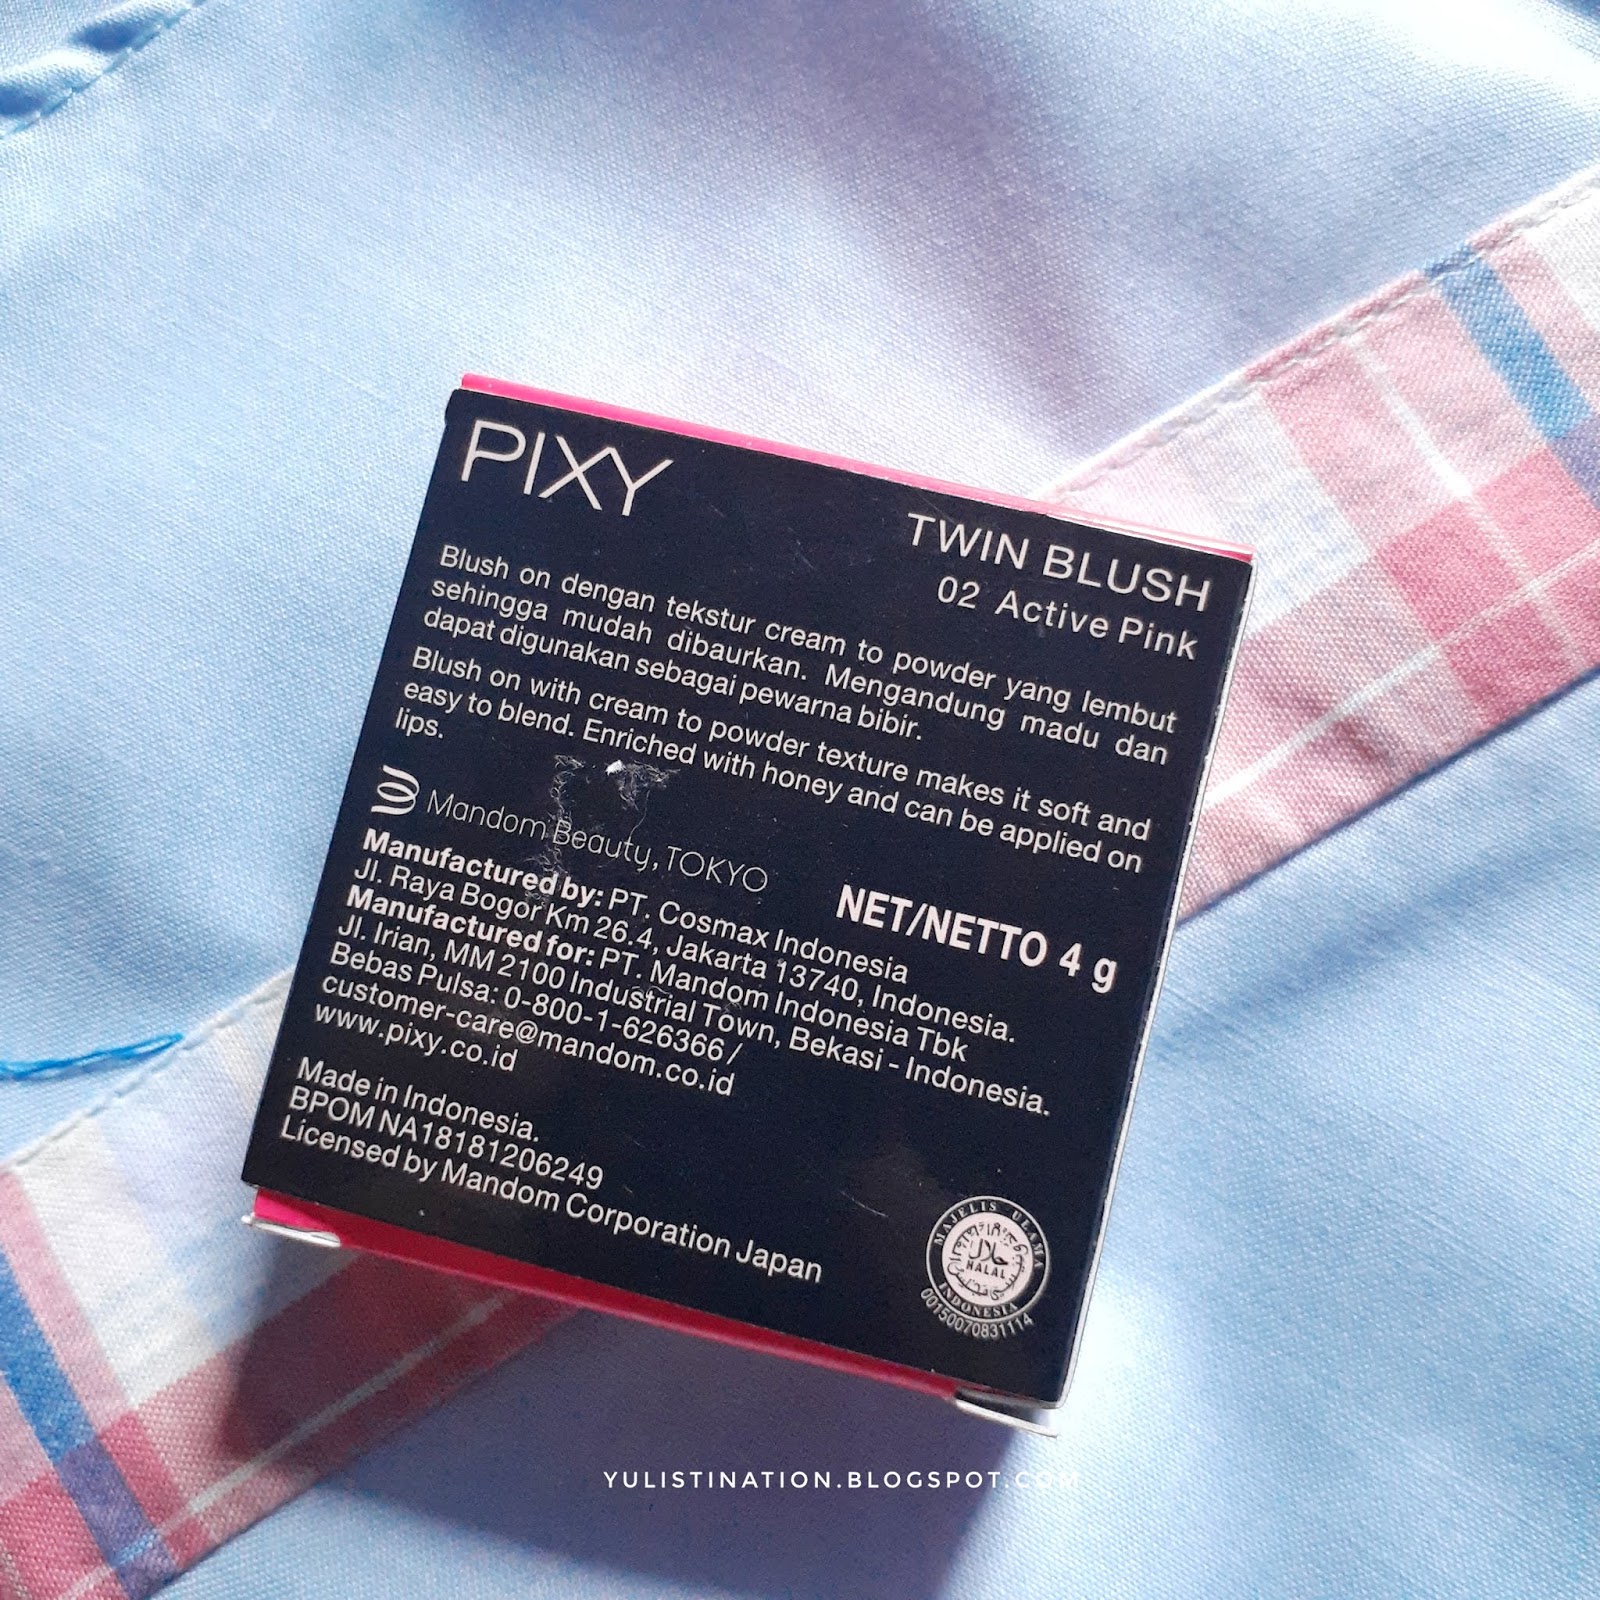 PIXY
TWIN BLUSH
02 Active Pink
Blush on dengan tekstur cream to powder yang lembut
sehingga mudah dibaurkan. Mengandung madu dan
dapat digunakan sebagai pewarna bibir.
Blush on with cream to powder texture makes it soft and
easy to blend. Enriched with honey and can be applied on
lips.
Mandom Beauty, TOKYO
NET/NETTO 4 g
Manufactured by: PT. Cosmax Indonesia
Jl. Raya Bogor Km 26.4, Jakarta 13740, Indonesia.
Manufactured for: PT. Mandom Indonesia Tbk
Jl. Irian, MM 2100 Industrial Town, Bekasi - Indonesia.
Bebas Pulsa: 0-800-1-626366 /
customer-care@mandom.co.id
www.pixy.co.id
Made in Indonesia.
BPOM NA18181206249
Licensed by Mandom Corporation Japan
MAJELIS ULAMA
حلال
HALAL
INDONESIA
00150070831114
YULISTINATION.BLOGSPOT.COM